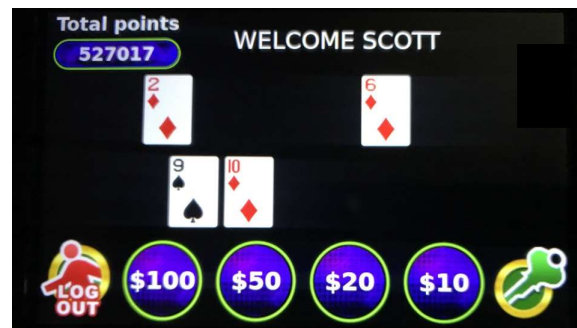 Total points
527017
WELCOME SCOTT
2
6
9
10
LOG
OUT
$100
$50
$20
$10